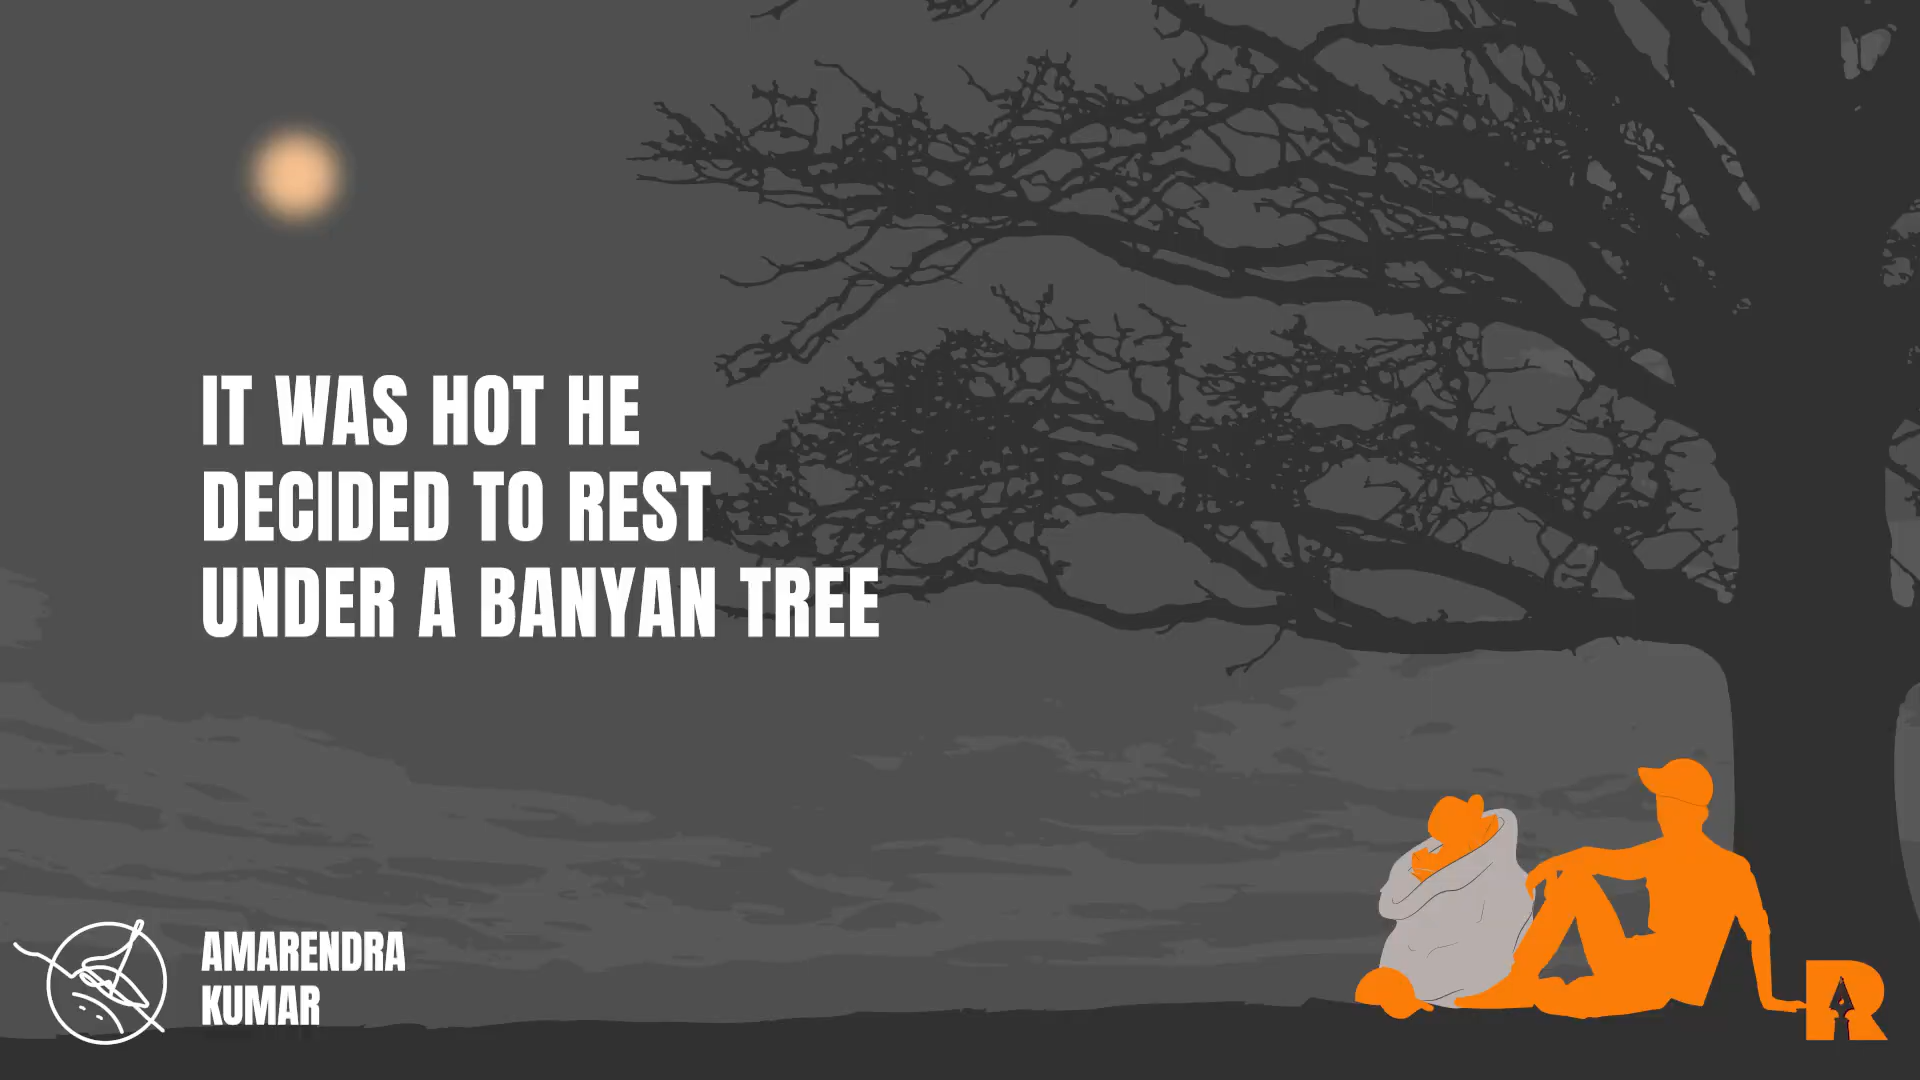 IT WAS HOT HE
DECIDED TO REST
UNDER A BANYAN TREE
AMARENDRA
KUMAR
R